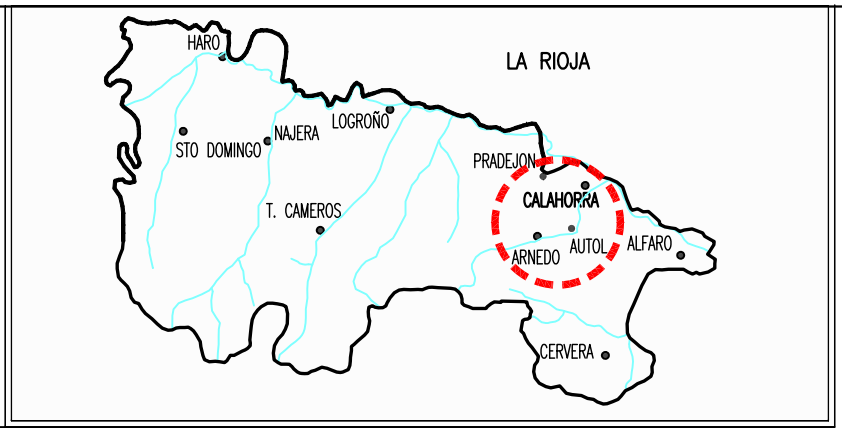 HARO
LA RIOJA
LOGROÑO
NAJERA
STO DOMINGO
PRADEJON
CALAHORRA
T. CAMEROS
AUTOL
ALFARO
ARNEDO
CERVERA